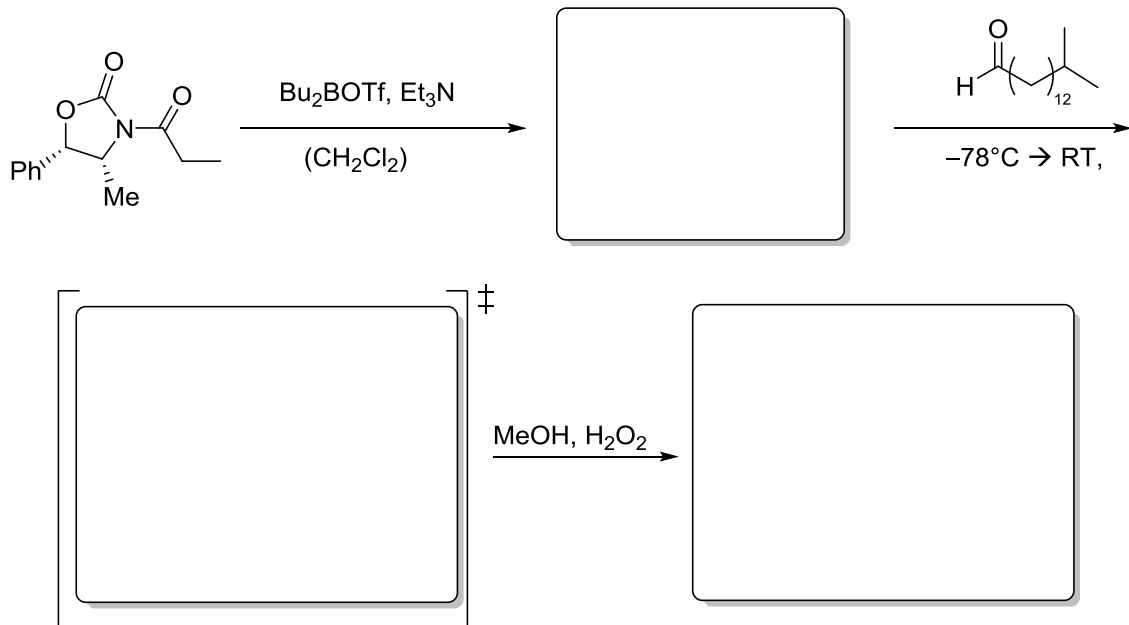 O
O
O
N
Ph
Me
Bu₂BOTf, Et₃N
(CH₂Cl₂)
O
H
12
–78°C → RT,
‡
MeOH, H₂O₂